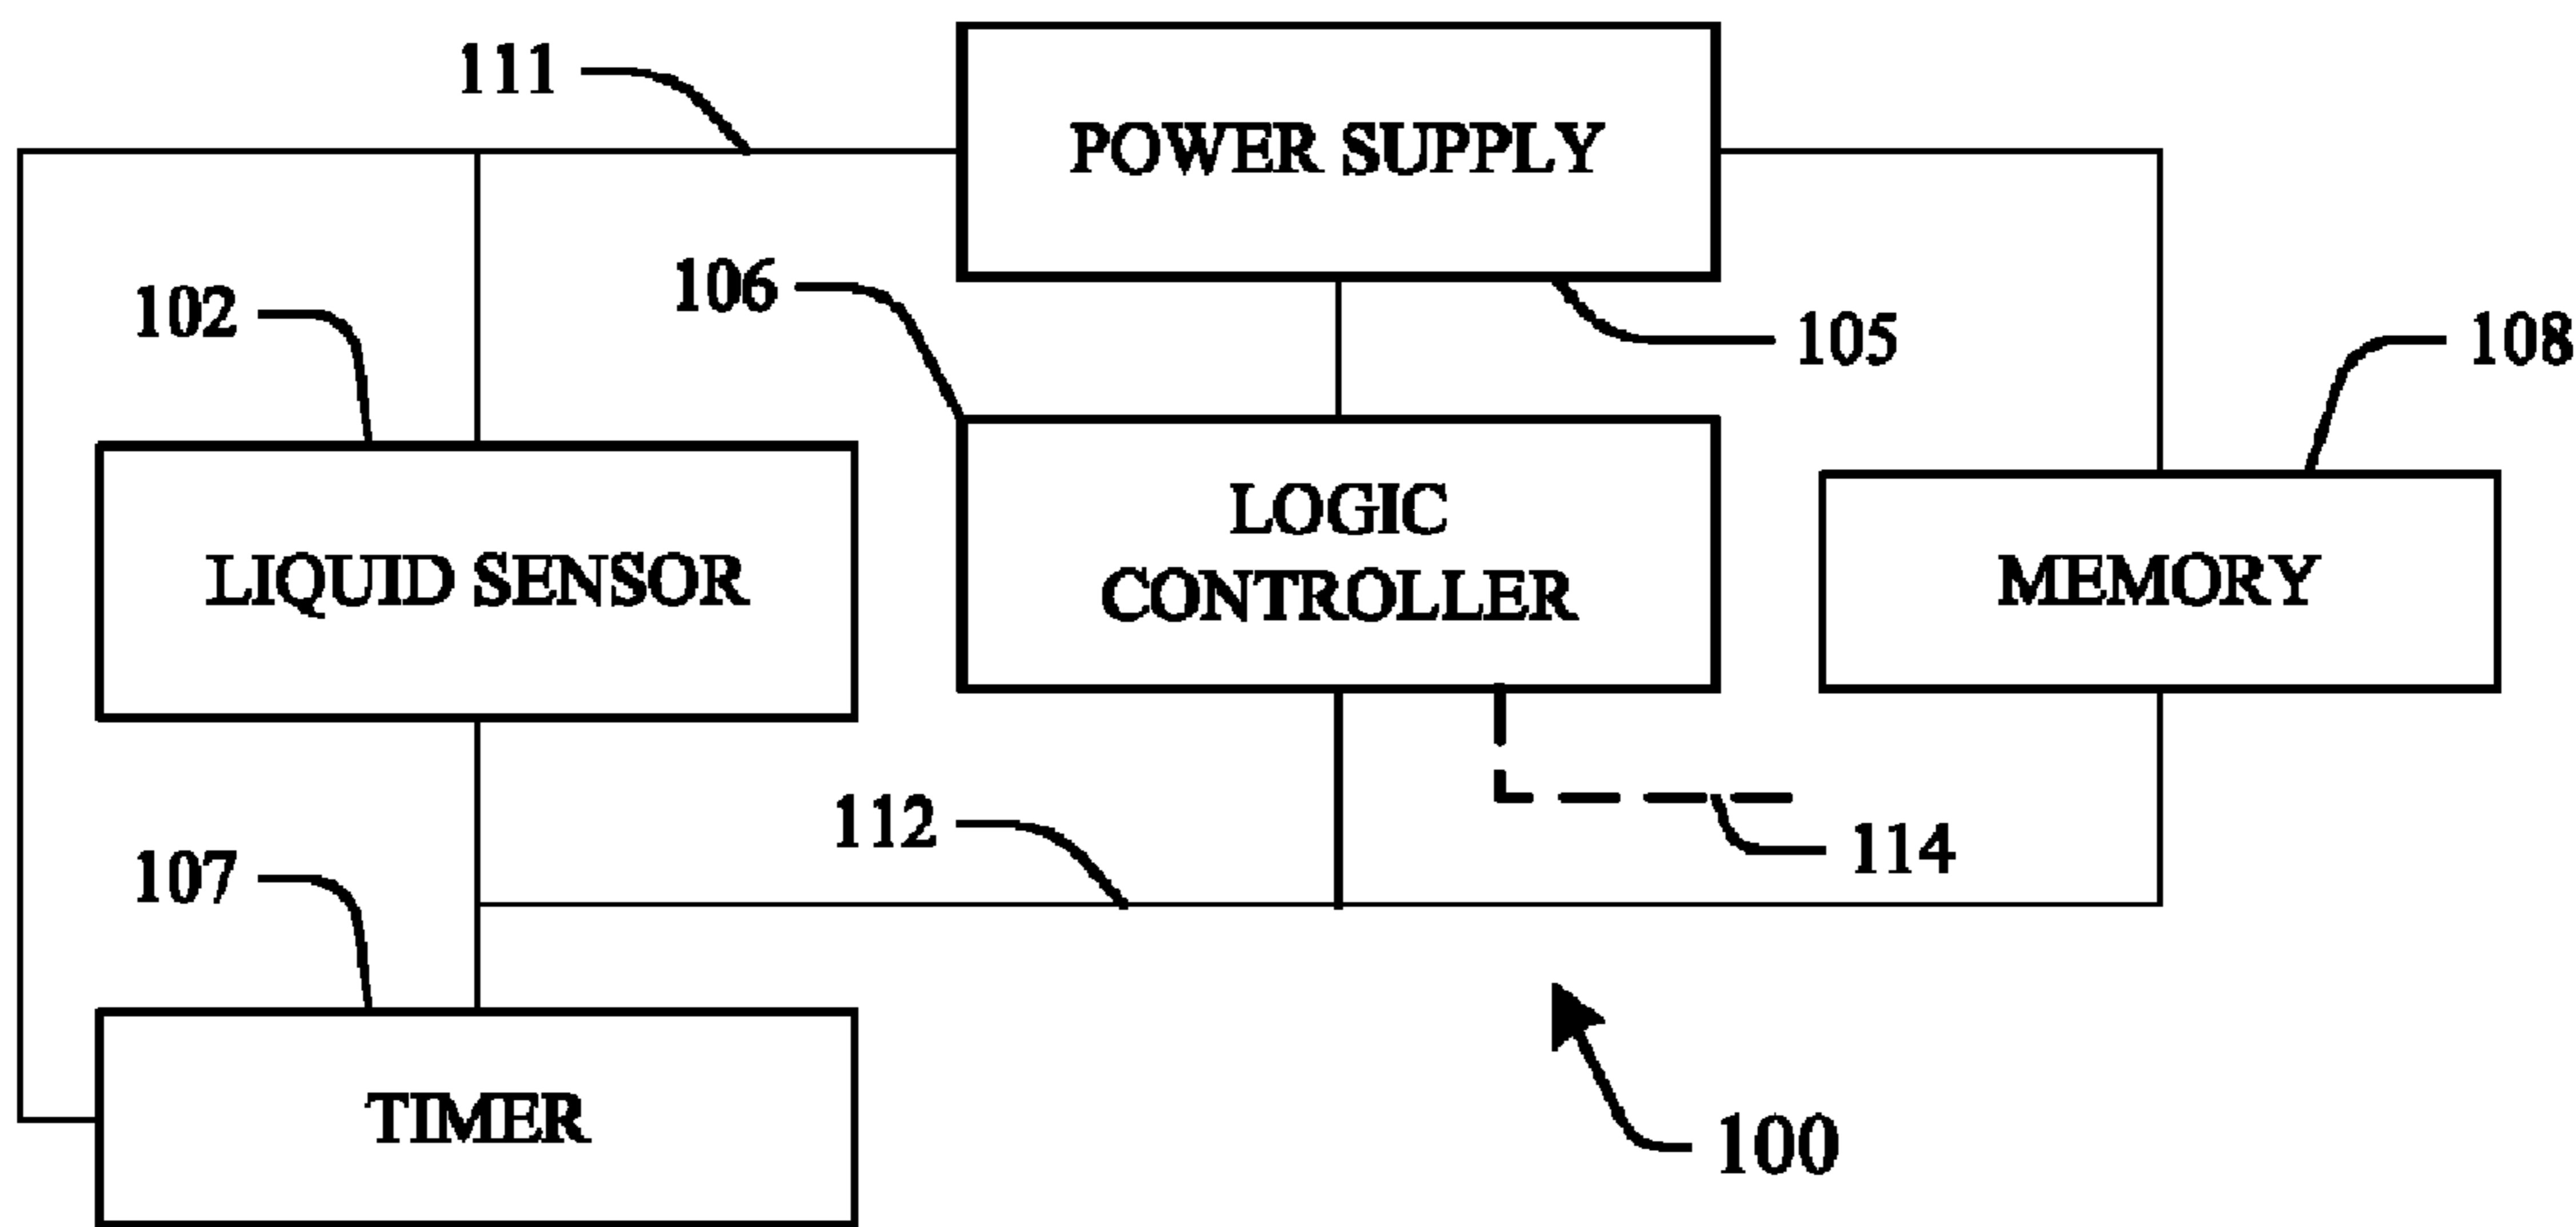 111
POWER SUPPLY
106
102
105
108
LOGIC
CONTROLLER
LIQUID SENSOR
MEMORY
112
114
107
TIMER
100